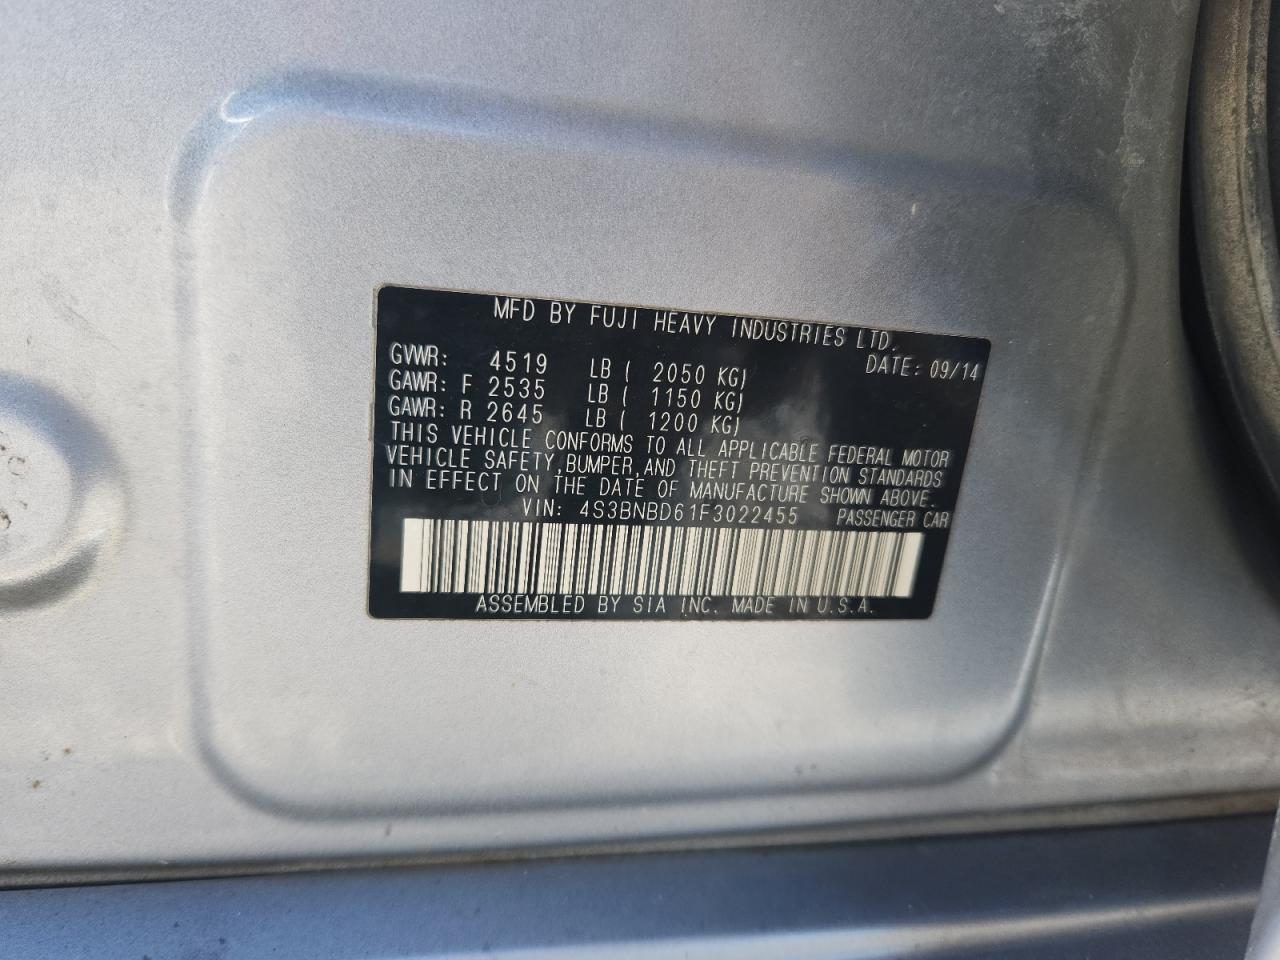 MFD BY FUJI HEAVY INDUSTRIES LTD.
DATE: 09/14
GVWR: 4519 LB ( 2050 KG)
GAWR: F 2535 LB ( 1150 KG)
GAWR: R 2645 LB ( 1200 KG)
THIS VEHICLE CONFORMS TO ALL APPLICABLE FEDERAL MOTOR
VEHICLE SAFETY,BUMPER,AND THEFT PREVENTION STANDARDS
IN EFFECT ON THE DATE OF MANUFACTURE SHOWN ABOVE.
VIN: 4S3BNBD61F3022455 PASSENGER CAR
ASSEMBLED BY SIA INC. MADE IN U.S.A.